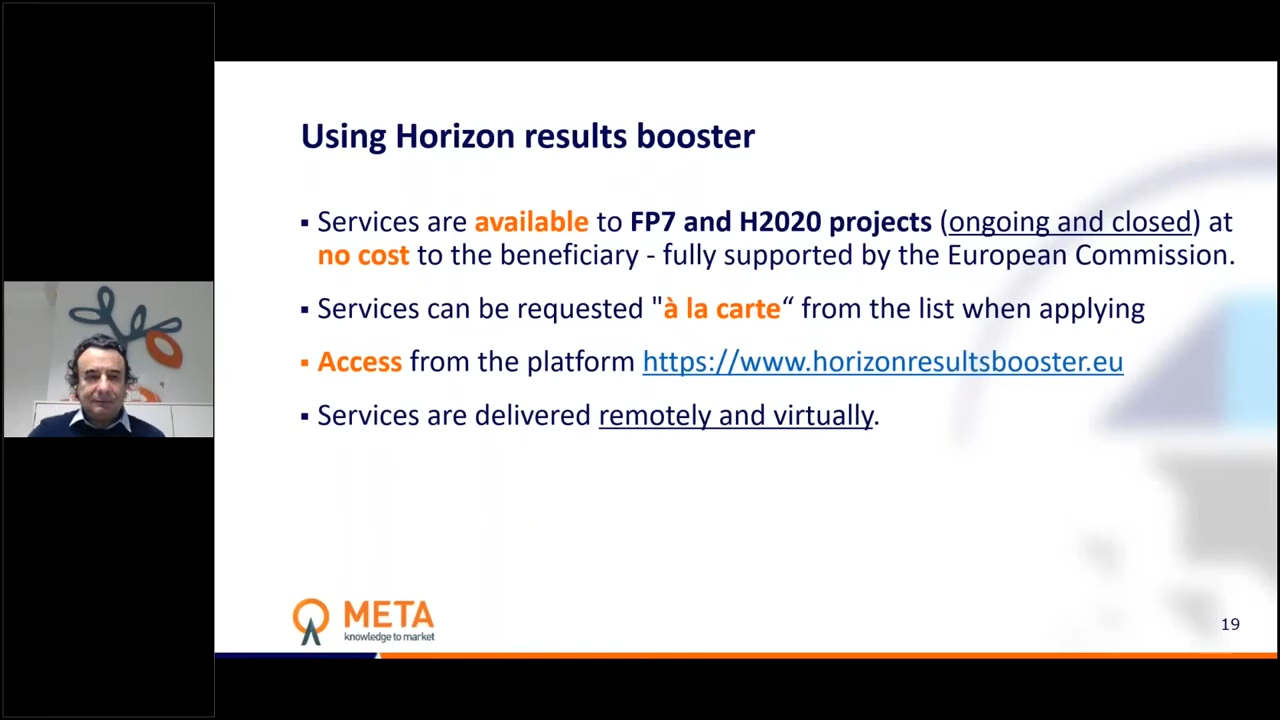 Using Horizon results booster
▪ Services are available to FP7 and H2020 projects (ongoing and closed) at
no cost to the beneficiary - fully supported by the European Commission.
▪ Services can be requested "à la carte“ from the list when applying
▪ Access from the platform https://www.horizonresultsbooster.eu
▪ Services are delivered remotely and virtually.
META
knowledge to market
19